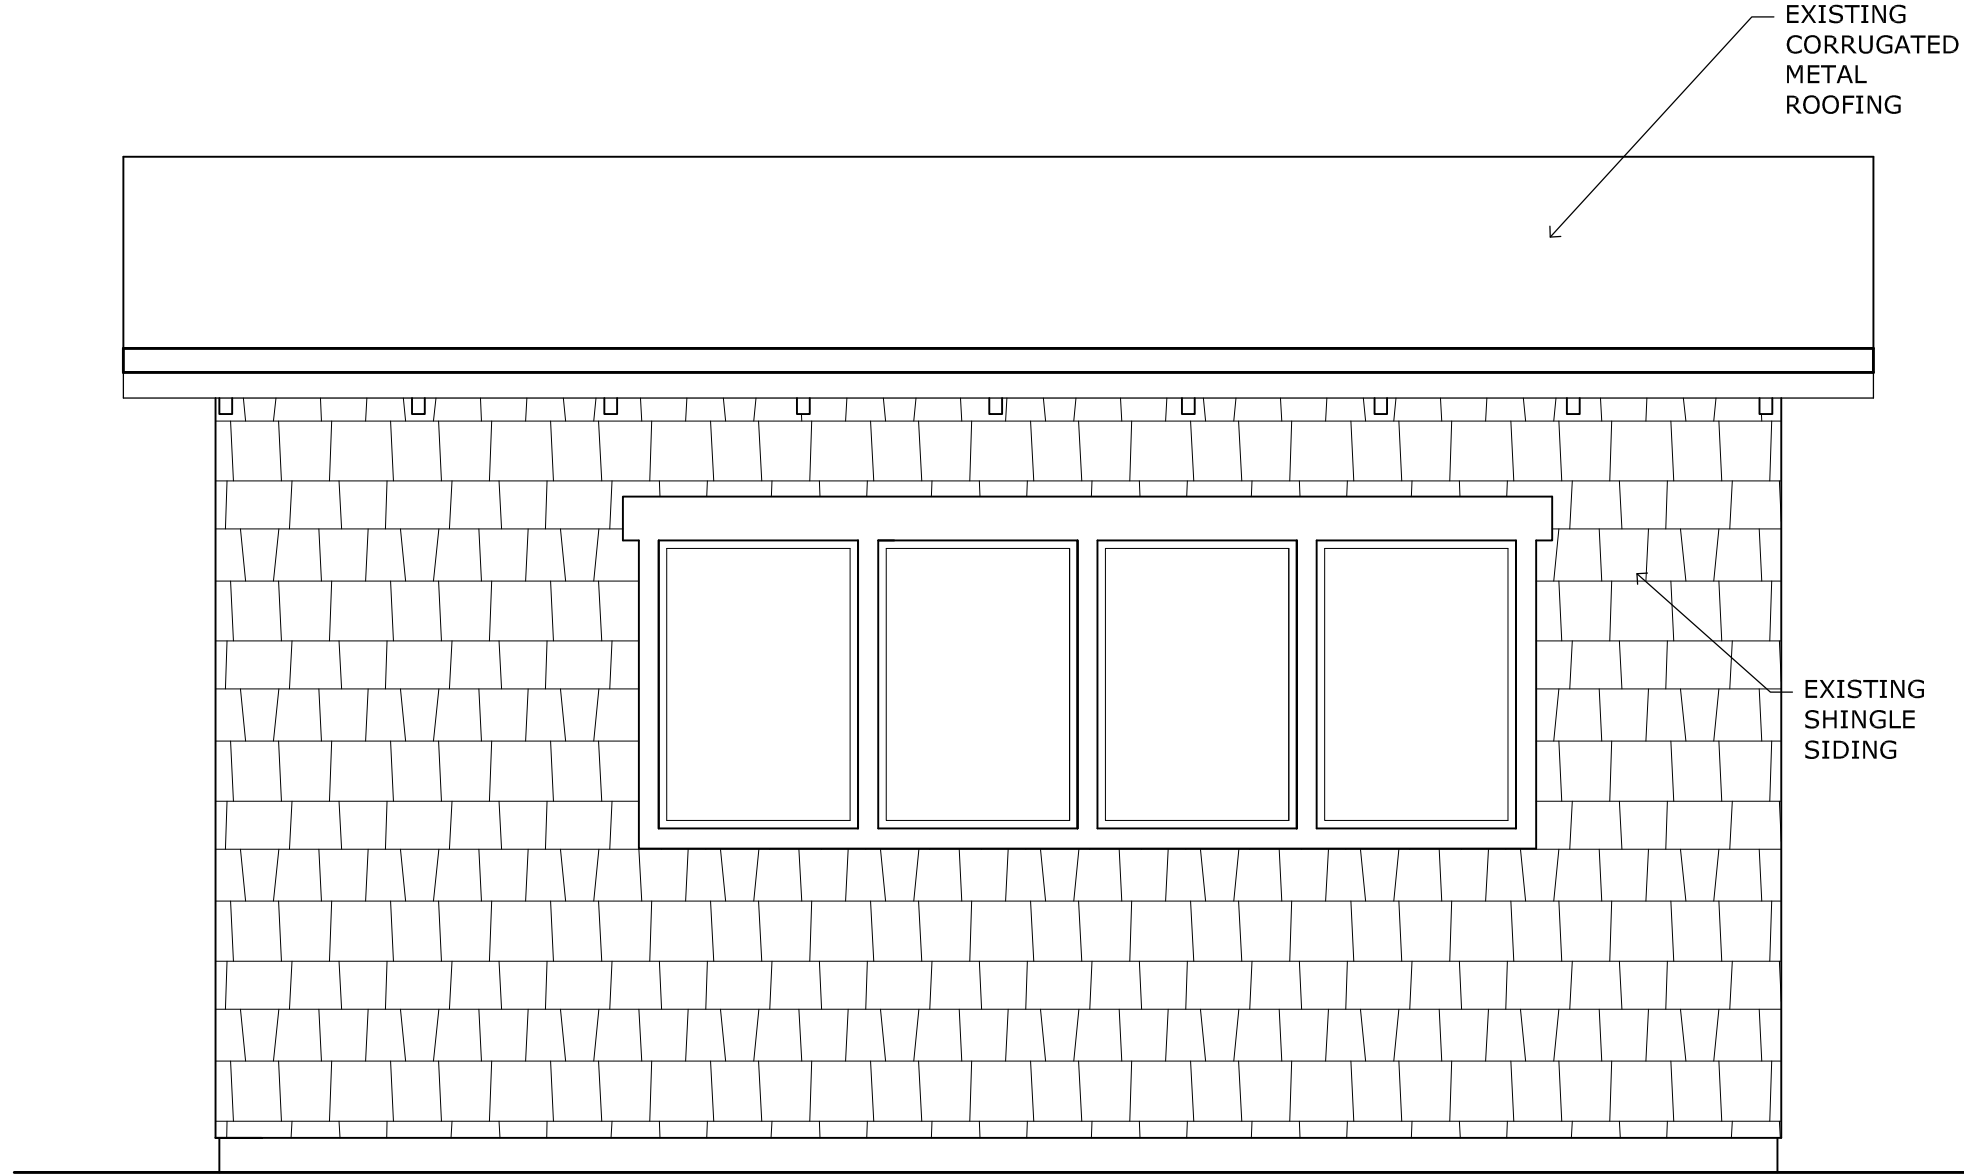 EXISTING
CORRUGATED
METAL
ROOFING
EXISTING
SHINGLE
SIDING